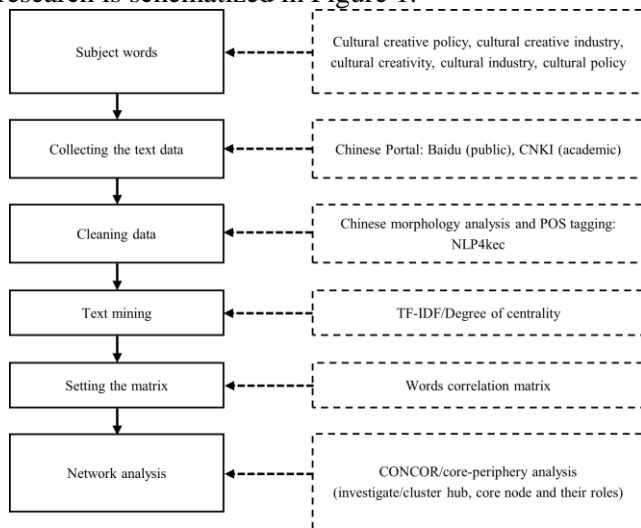 research is schematized in Figure 1.
Subject words
Cultural creative policy, cultural creative industry,
cultural creativity, cultural industry, cultural policy
Collecting the text data
Chinese Portal: Baidu (public), CNKI (academic)
Cleaning data
Chinese morphology analysis and POS tagging:
NLP4kec
Text mining
TF-IDF/Degree of centrality
Setting the matrix
Words correlation matrix
Network analysis
CONCOR/core-periphery analysis
(investigate/cluster hub, core node and their roles)